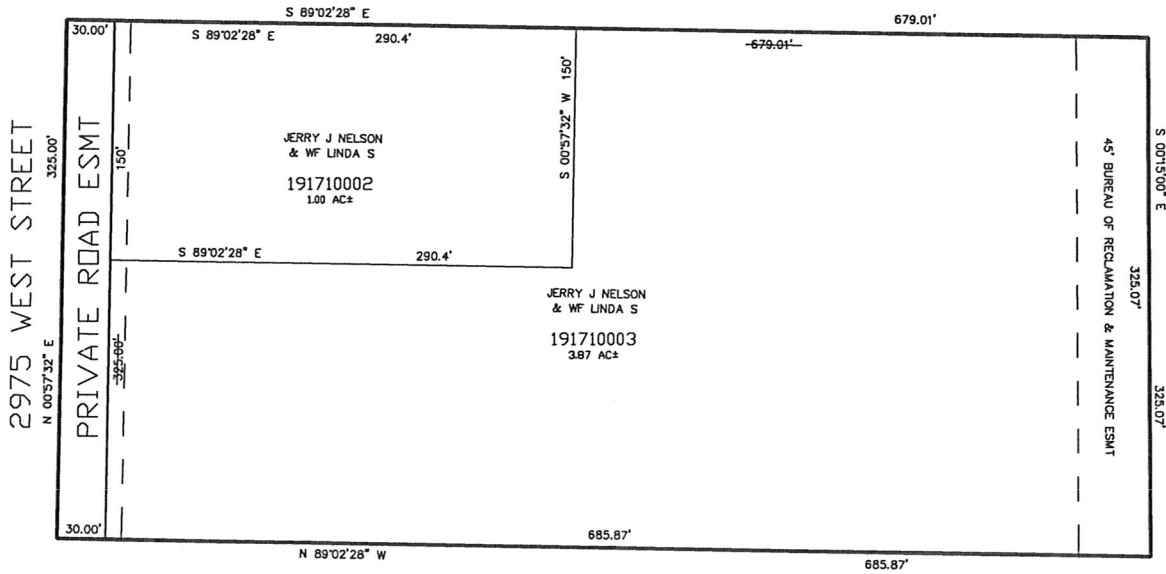 S 89°02'28" E
679.01'
30.00'
S 89°02'28" E
290.4'
679.01'
2975 WEST STREET
N 00°57'32" E
325.00'
PRIVATE ROAD ESMT
150'
325.00'
JERRY J NELSON
& WF LINDA S
191710002
1.00 AC±
S 00°57'32" W 150'
S 89°02'28" E
290.4'
JERRY J NELSON
& WF LINDA S
191710003
3.87 AC±
45' BUREAU OF RECLAMATION & MAINTENANCE ESMT
325.07'
S 00°15'00" E
325.07'
30.00'
685.87'
N 89°02'28" W
685.87'